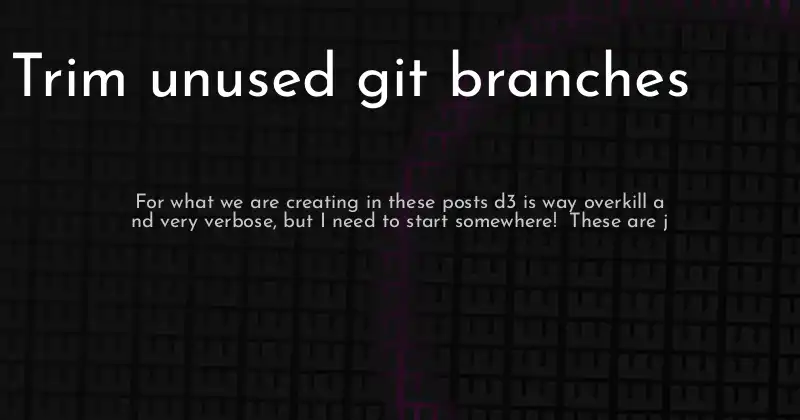 Trim unused git branches
For what we are creating in these posts d3 is way overkill a
nd very verbose, but I need to start somewhere!  These are j